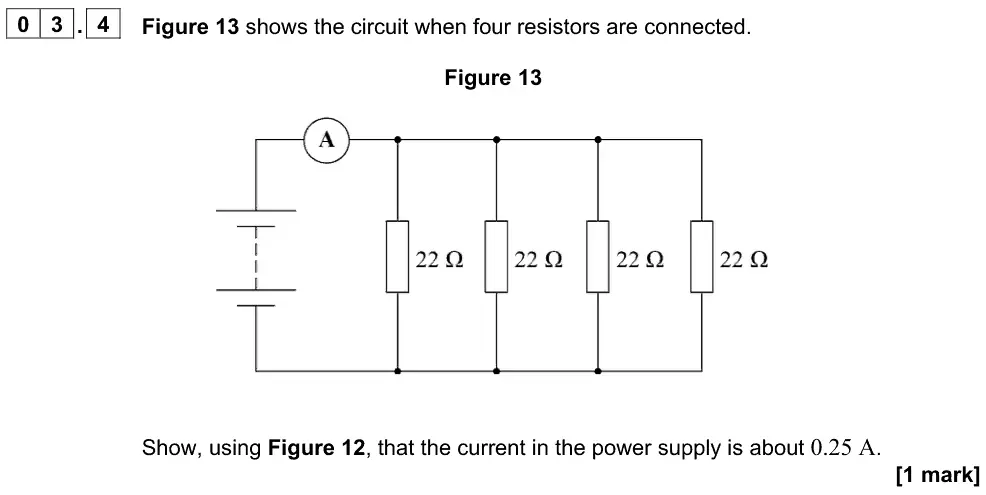 0 3 . 4 Figure 13 shows the circuit when four resistors are connected.
Figure 13
A
22 Ω 22 Ω 22 Ω 22 Ω
Show, using Figure 12, that the current in the power supply is about 0.25 A.
[1 mark]